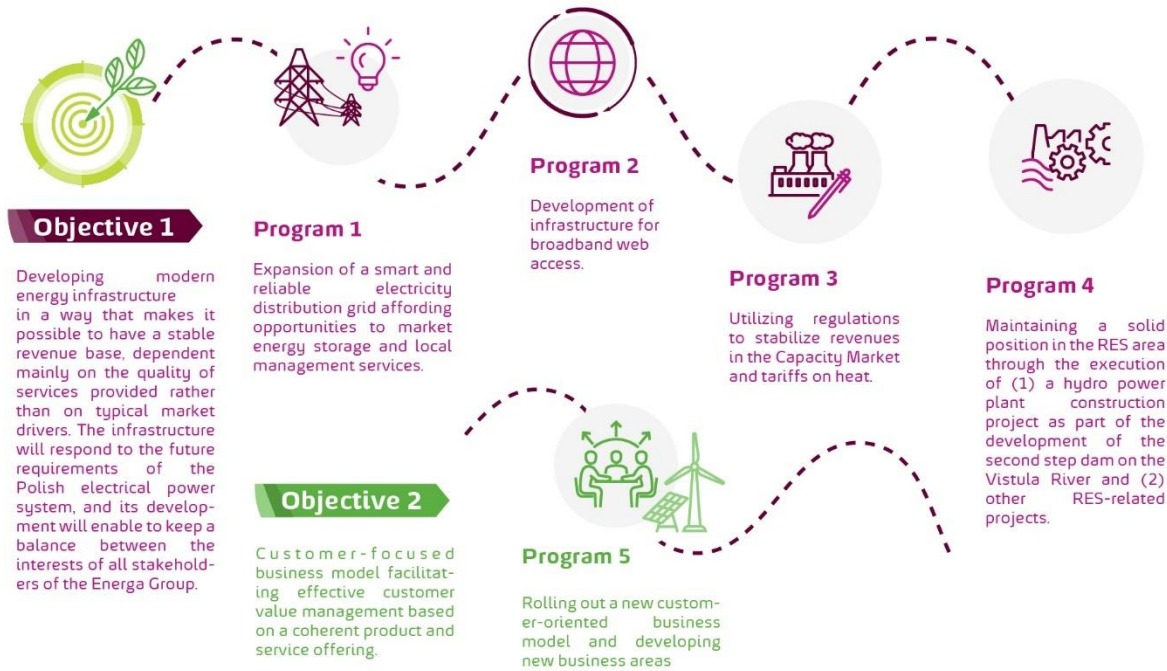 Objective 1
Developing modern
energy infrastructure
in a way that makes it
possible to have a stable
revenue base, dependent
mainly on the quality of
services provided rather
than on typical market
drivers. The infrastructure
will respond to the future
requirements of the
Polish electrical power
system, and its develop-
ment will enable to keep a
balance between the
interests of all stakehold-
ers of the Energa Group.
Program 1
Expansion of a smart and
reliable electricity
distribution grid affording
opportunities to market
energy storage and local
management services.
Program 2
Development of
infrastructure for
broadband web
access.
Program 3
Utilizing regulations
to stabilize revenues
in the Capacity Market
and tariffs on heat.
Program 4
Maintaining a solid
position in the RES area
through the execution
of (1) a hydro power
plant construction
project as part of the
development of the
second step dam on the
Vistula River and (2)
other RES-related
projects.
Objective 2
Customer-focused
business model facilitat-
ing effective customer
value management based
on a coherent product and
service offering.
Program 5
Rolling out a new custom-
er-oriented business
model and developing
new business areas